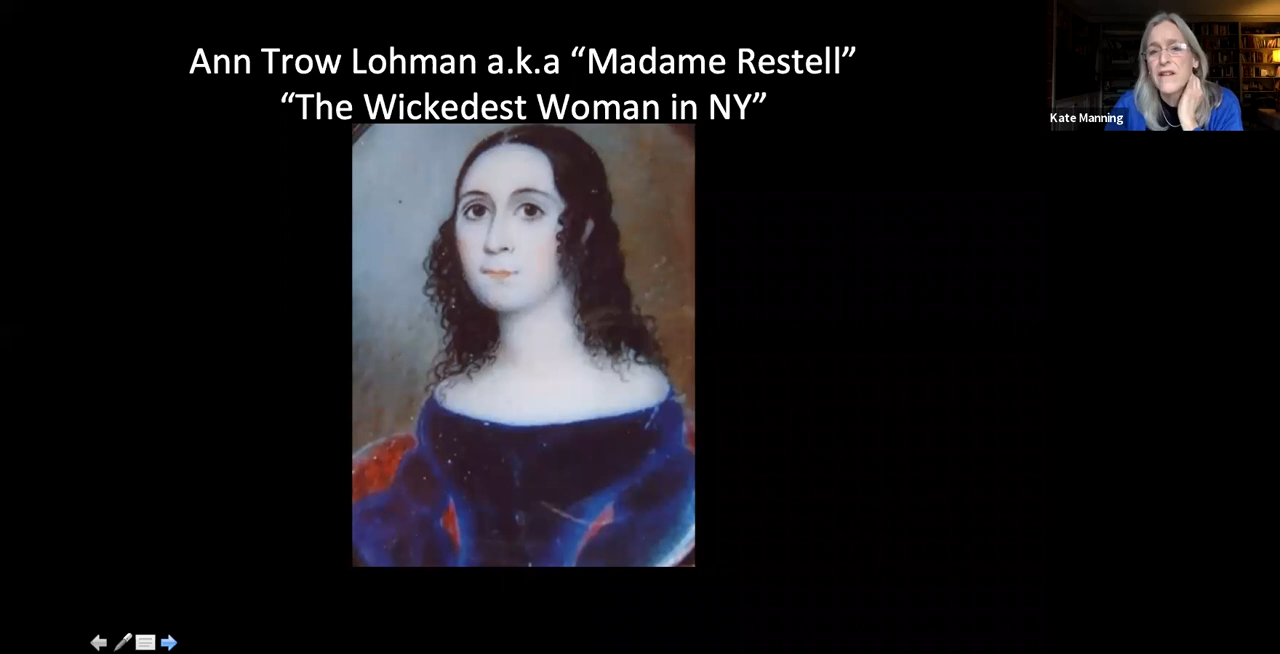 Ann Trow Lohman a.k.a “Madame Restell”
“The Wickedest Woman in NY”
Kate Manning